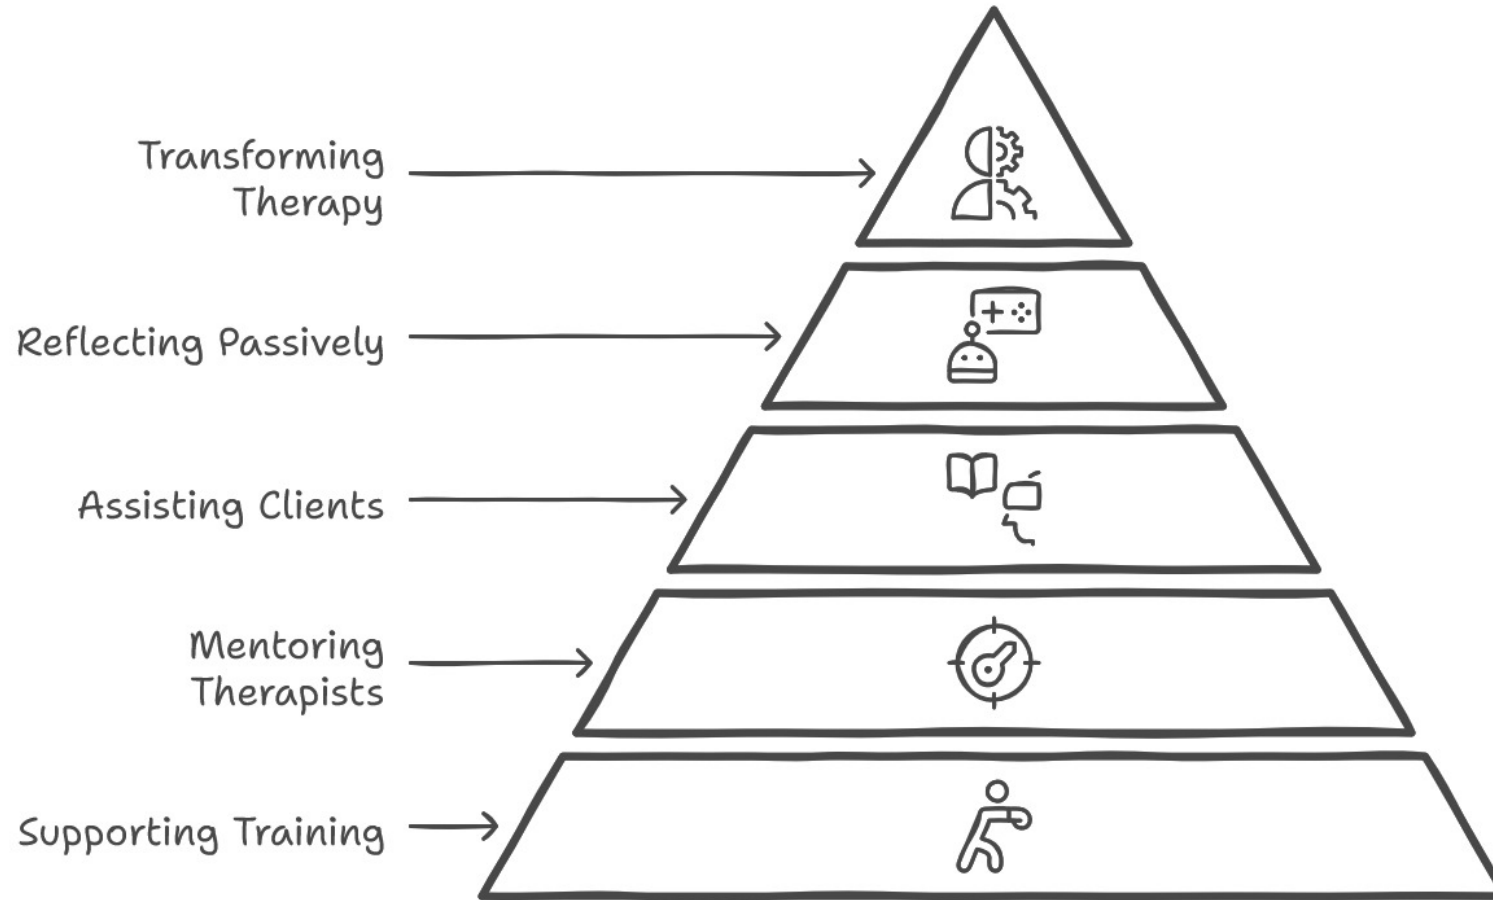 Transforming
Therapy
Reflecting Passively
Assisting Clients
Mentoring
Therapists
Supporting Training